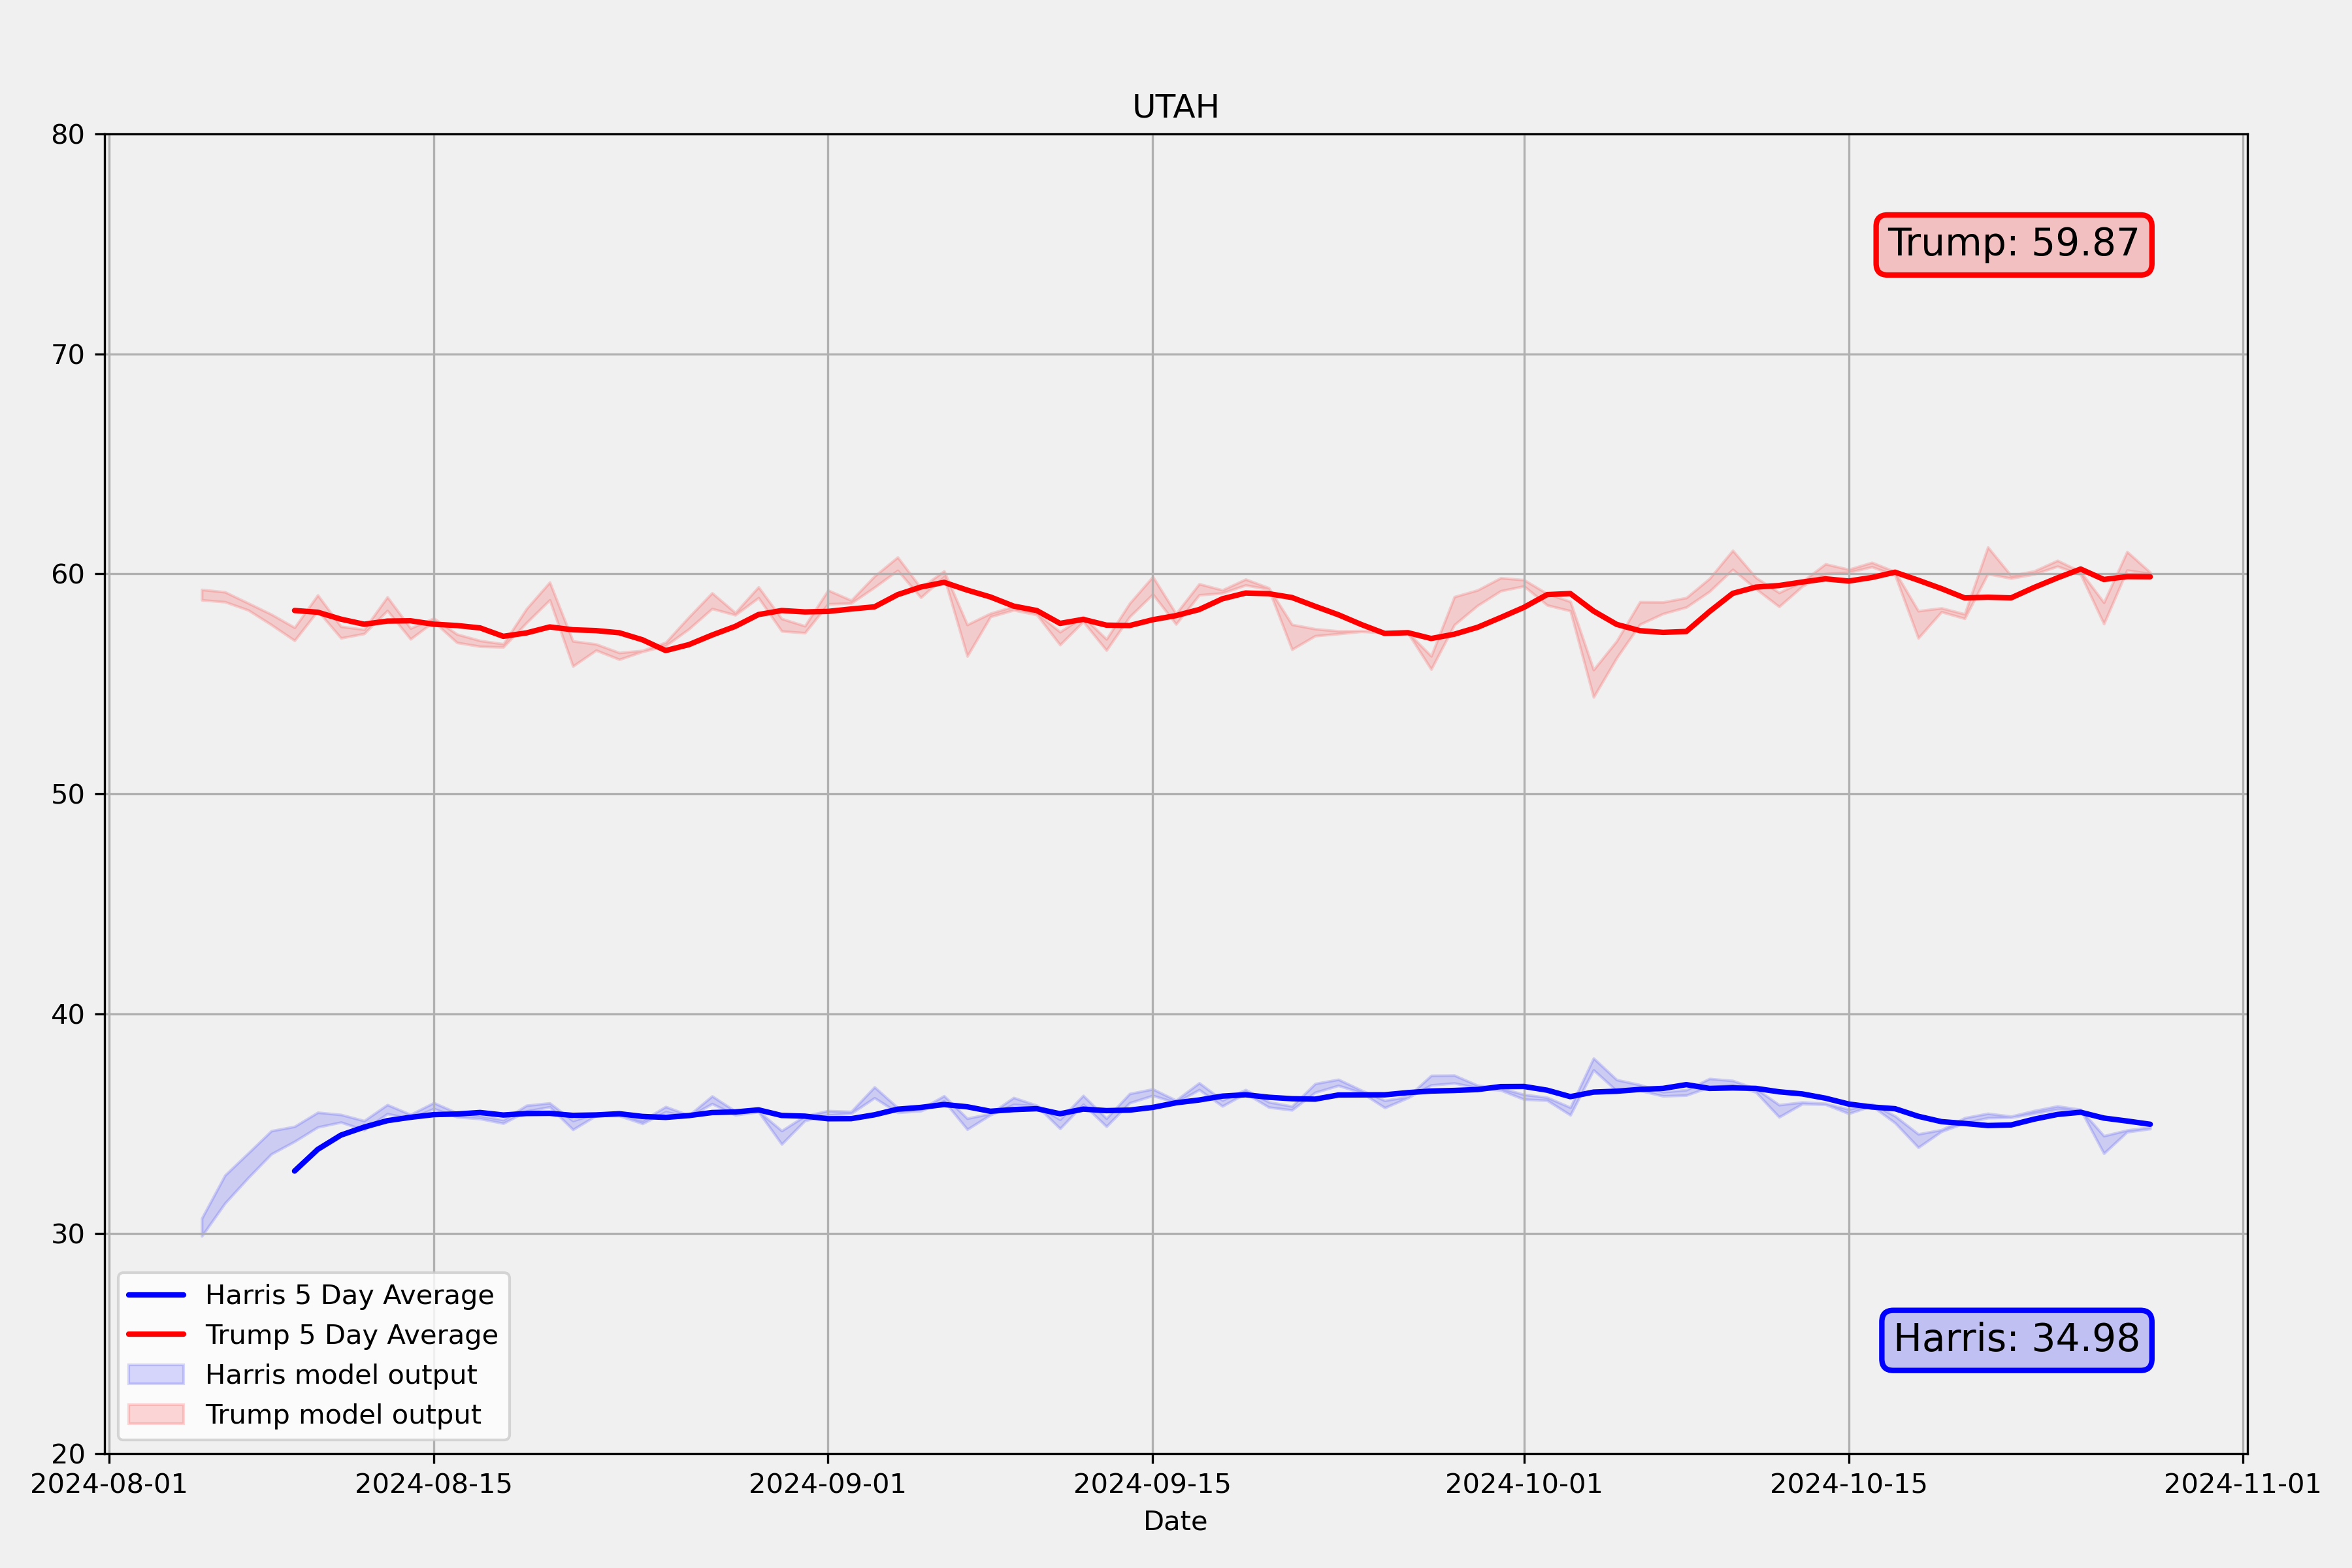 UTAH
80
70
60
50
40
30
20
Trump: 59.87
Harris: 34.98
Harris 5 Day Average
Trump 5 Day Average
Harris model output
Trump model output
2024-08-01 2024-08-15 2024-09-01 2024-09-15 2024-10-01 2024-10-15 2024-11-01
Date